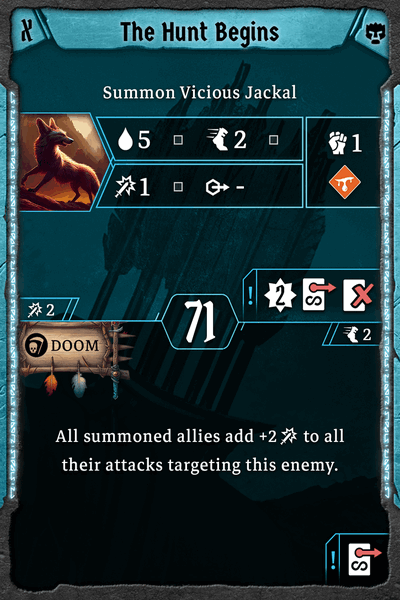 א The Hunt Begins
Summon Vicious Jackal
5 2 1
1 -
! 2
2 71 2
DOOM
All summoned allies add +2 to all
their attacks targeting this enemy.
!